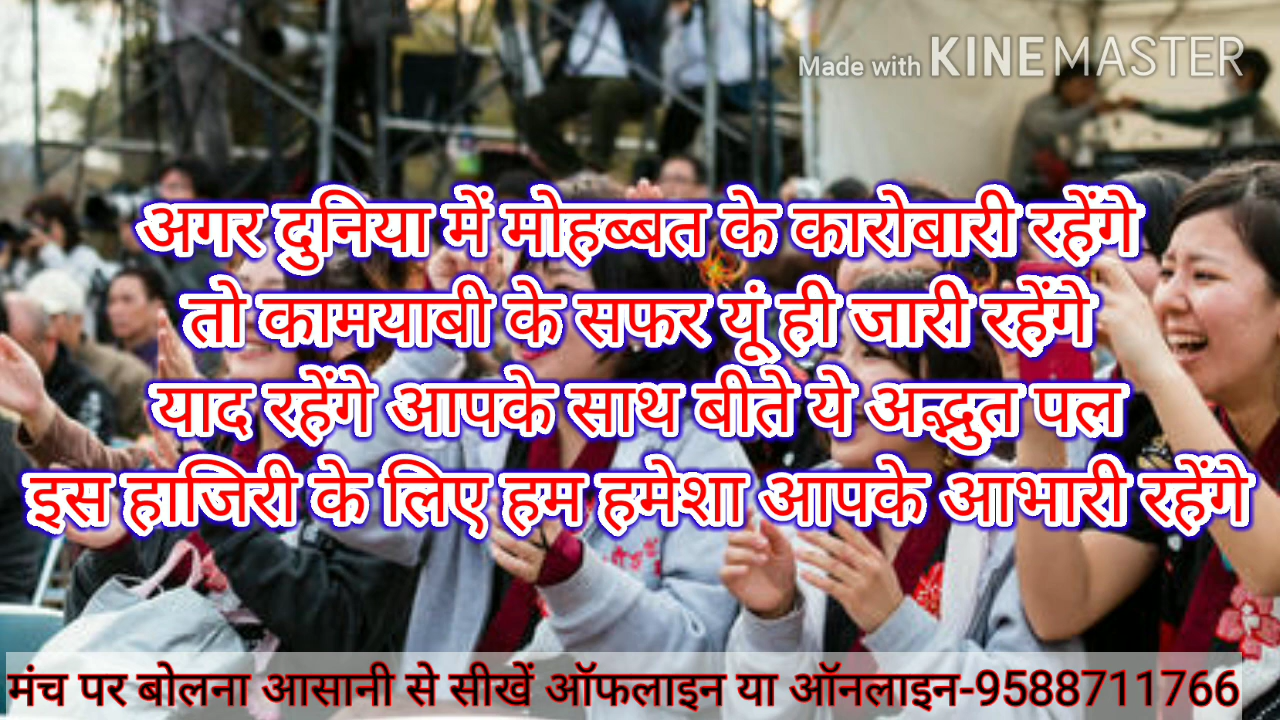 Made with KINEMASTER
अगर दुनिया में मोहब्बत के कारोबारी रहेंगे
तो कामयाबी के सफर यूं ही जारी रहेंगे
याद रहेंगे आपके साथ बीते ये अद्भुत पल
इस हाजिरी के लिए हम हमेशा आपके आभारी रहेंगे
मंच पर बोलना आसानी से सीखें ऑफलाइन या ऑनलाइन-9588711766